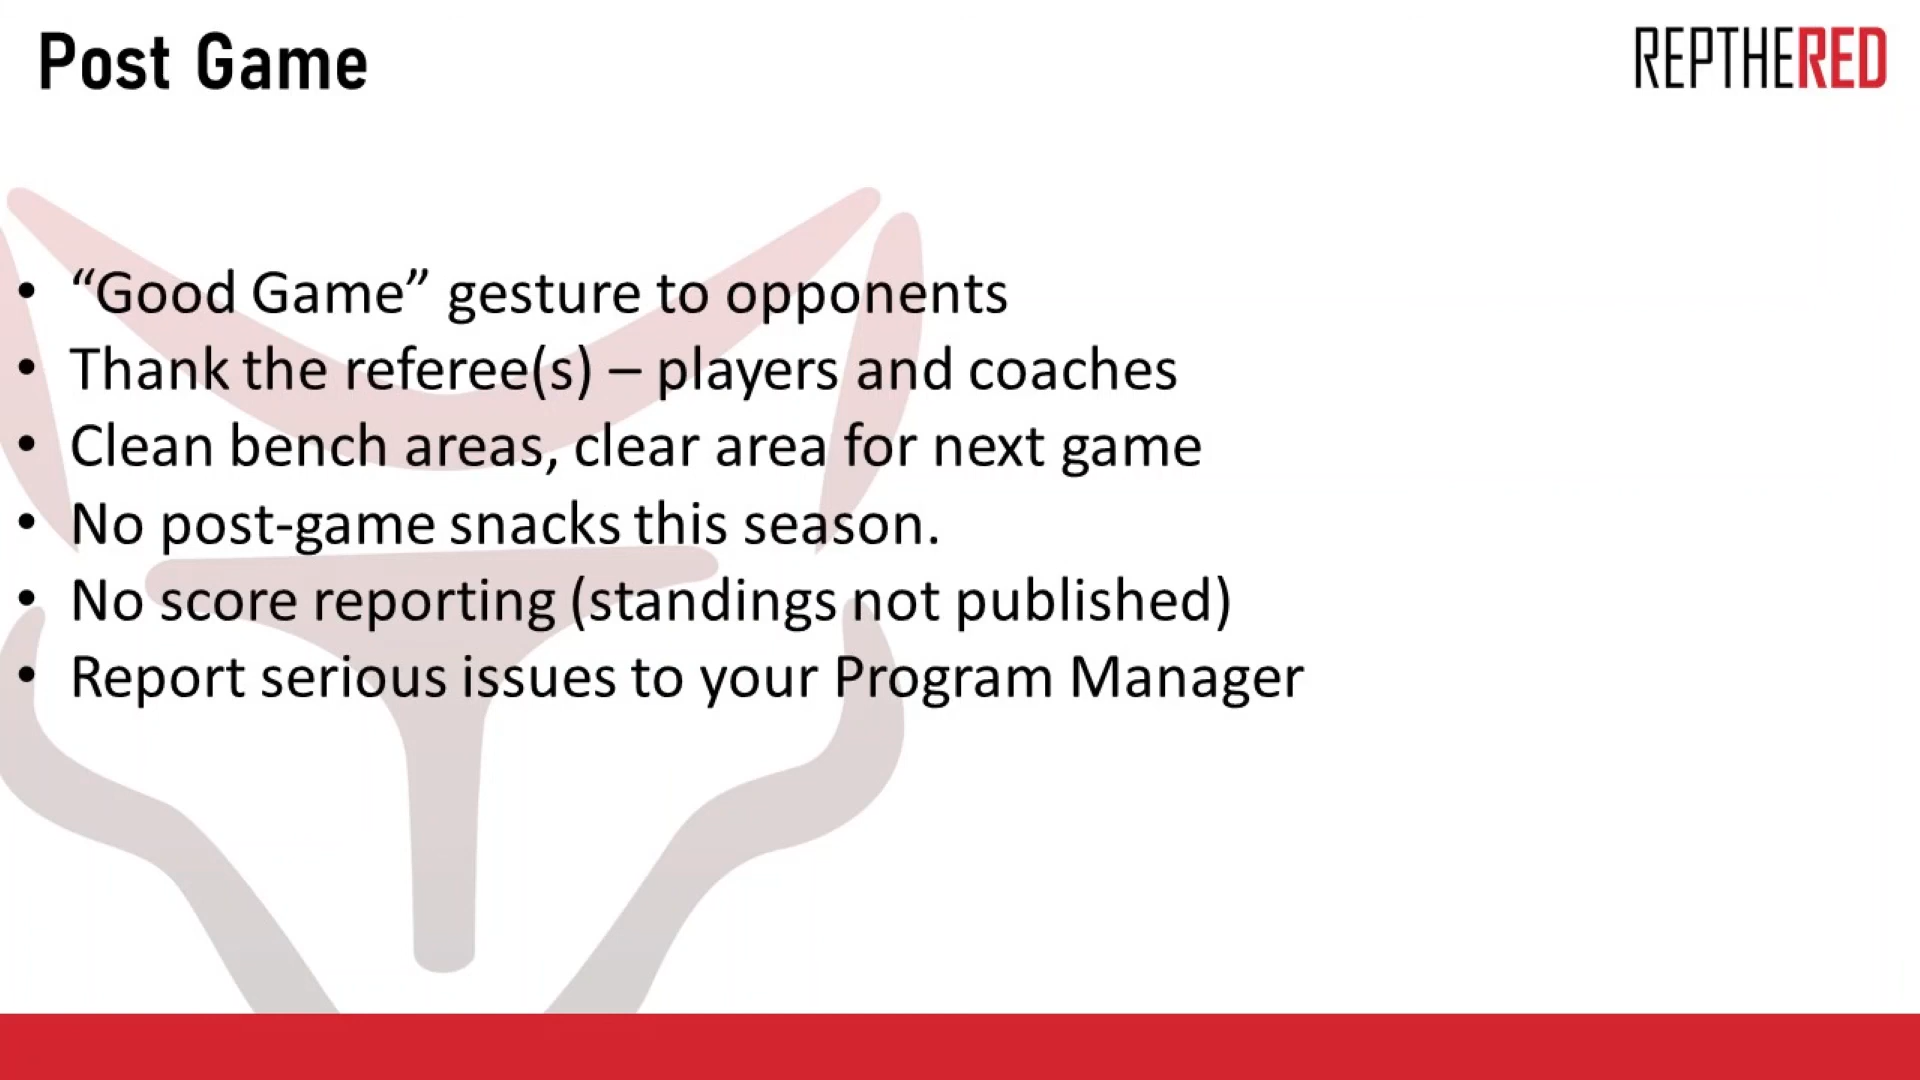 Post Game
REPTHERED
• “Good Game” gesture to opponents
• Thank the referee(s) – players and coaches
• Clean bench areas, clear area for next game
• No post-game snacks this season.
• No score reporting (standings not published)
• Report serious issues to your Program Manager